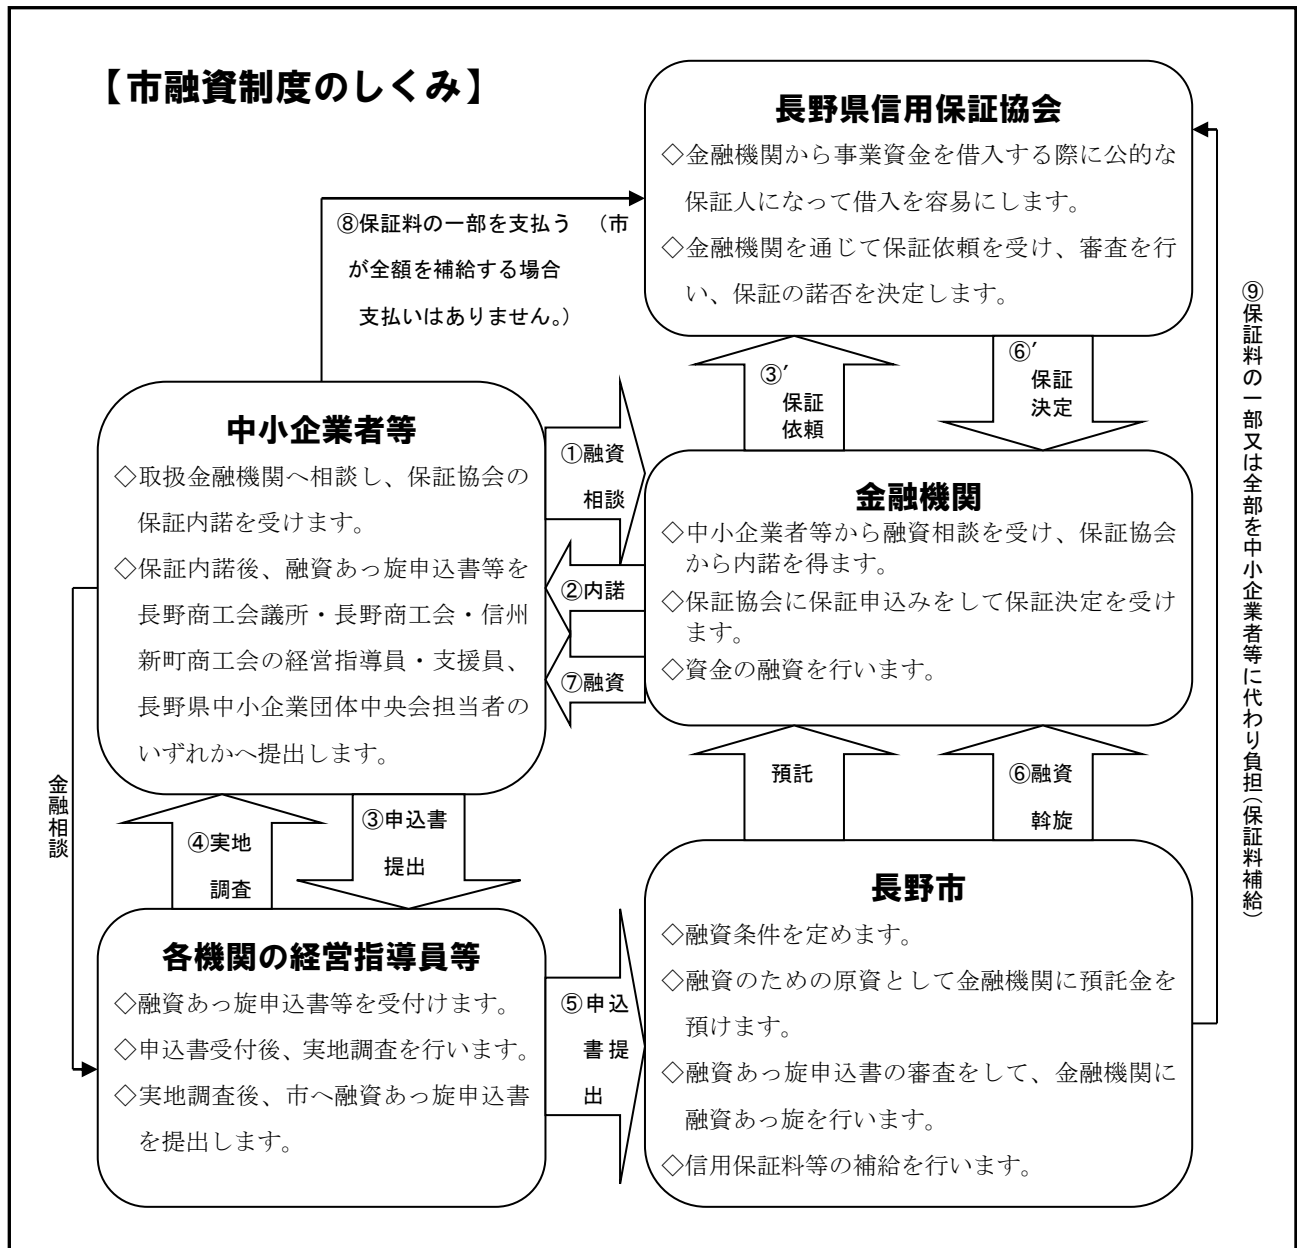 【市融資制度のしくみ】
長野県信用保証協会
◇金融機関から事業資金を借入する際に公的な
保証人になって借入を容易にします。
◇金融機関を通じて保証依頼を受け、審査を行
い、保証の諾否を決定します。
⑧保証料の一部を支払う （市
が全額を補給する場合
支払いはありません。）
⑨保証料の一部又は全部を中小企業者等に代わり負担（保証料補給）
③′
保証
依頼
⑥′
保証
決定
中小企業者等
◇取扱金融機関へ相談し、保証協会の
保証内諾を受けます。
◇保証内諾後、融資あっ旋申込書等を
長野商工会議所・長野商工会・信州
新町商工会の経営指導員・支援員、
長野県中小企業団体中央会担当者の
いずれかへ提出します。
①融資
相談
②内諾
⑦融資
金融機関
◇中小企業者等から融資相談を受け、保証協会
から内諾を得ます。
◇保証協会に保証申込みをして保証決定を受け
ます。
◇資金の融資を行います。
金融相談
④実地
調査
③申込書
提出
預託
⑥融資
斡旋
各機関の経営指導員等
◇融資あっ旋申込書等を受付けます。
◇申込書受付後、実地調査を行います。
◇実地調査後、市へ融資あっ旋申込書
を提出します。
⑤申込
書提
出
長野市
◇融資条件を定めます。
◇融資のための原資として金融機関に預託金を
預けます。
◇融資あっ旋申込書の審査をして、金融機関に
融資あっ旋を行います。
◇信用保証料等の補給を行います。